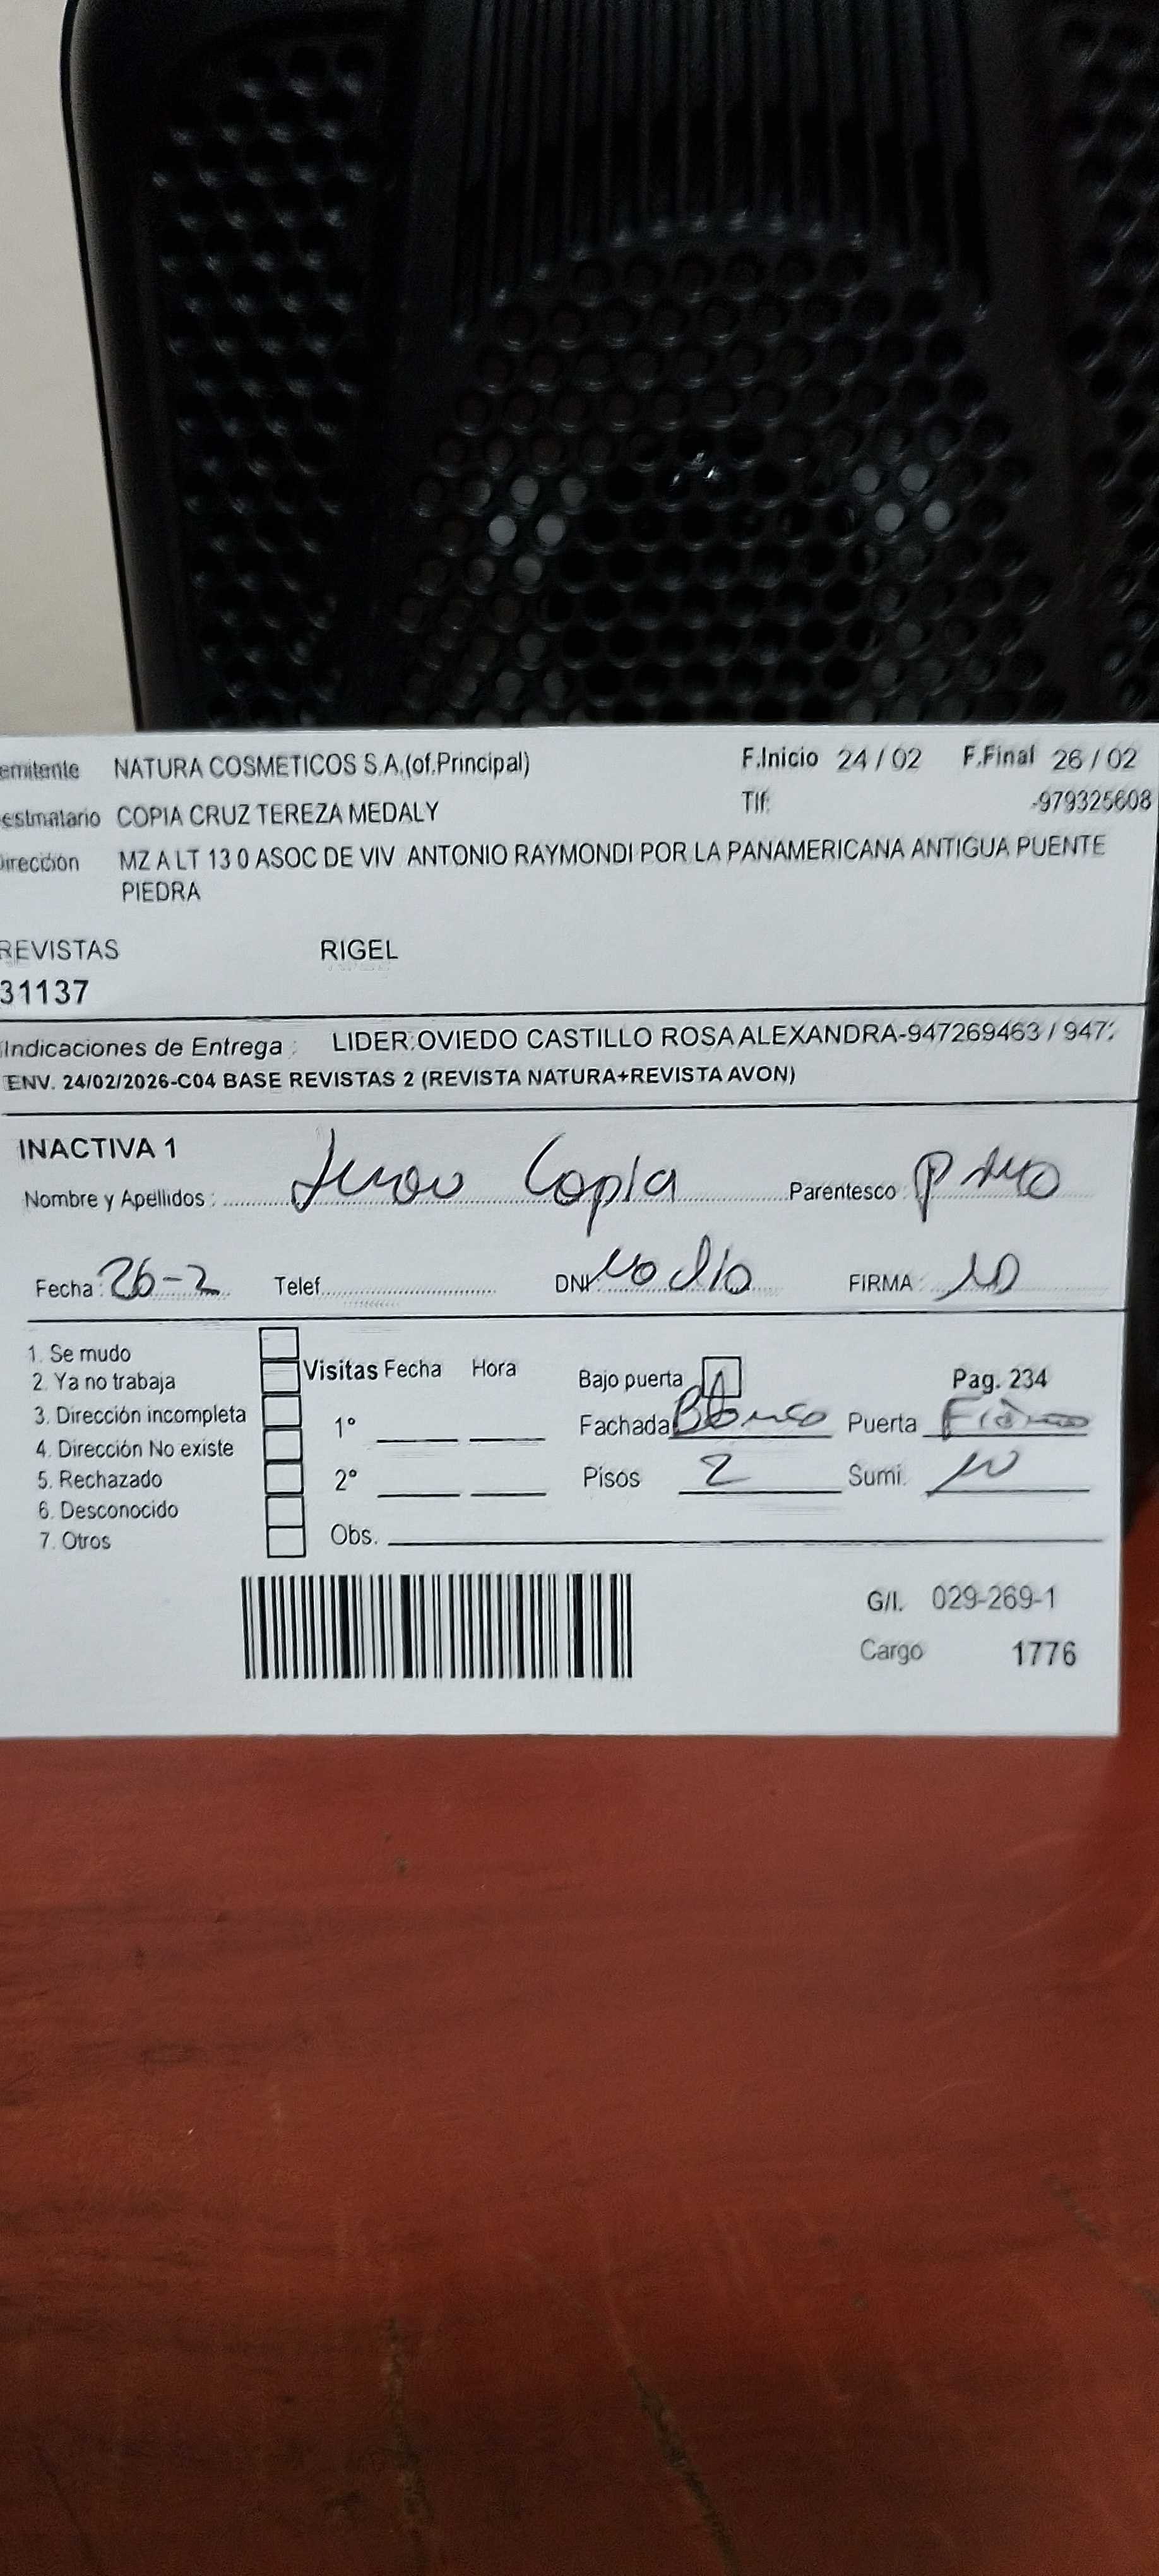 emitente NATURA COSMETICOS S.A.(of.Principal) F.Inicio 24 / 02 F.Final 26 / 02
estinatario COPIA CRUZ TEREZA MEDALY Tlf: -979325608
irección MZ A LT 13 0 ASOC DE VIV ANTONIO RAYMONDI POR LA PANAMERICANA ANTIGUA PUENTE
PIEDRA
REVISTAS RIGEL
31137
Indicaciones de Entrega : LIDER:OVIEDO CASTILLO ROSA ALEXANDRA-947269463 / 947
ENV. 24/02/2026-C04 BASE REVISTAS 2 (REVISTA NATURA+REVISTA AVON)
INACTIVA 1
Nombre y Apellidos : Copia Parentesco :
Fecha : 26-2 Telef. DNI: no dio FIRMA :
1. Se mudo
2. Ya no trabaja Visitas Fecha Hora Bajo puerta Pag. 234
3. Dirección incompleta 1° Fachada Blanco Puerta
4. Dirección No existe
5. Rechazado 2° Pisos 2 Sumi.
6. Desconocido
7. Otros Obs.
G/I. 029-269-1
Cargo 1776